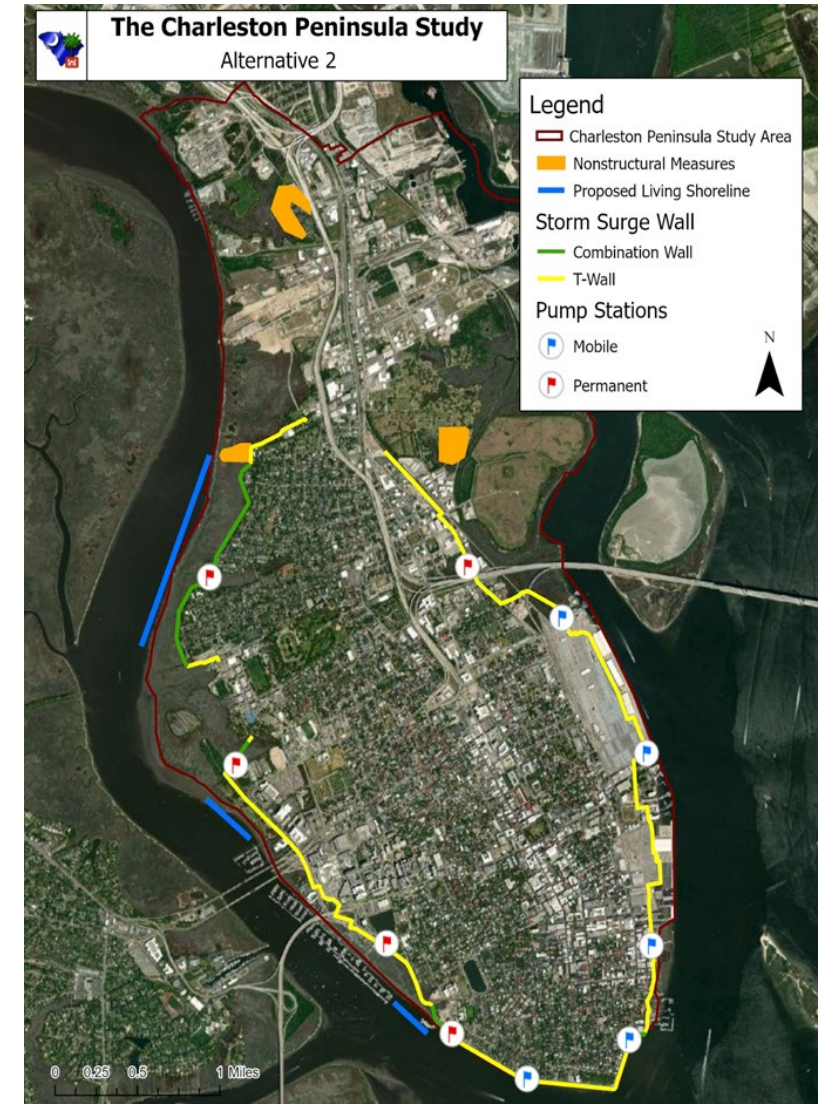 The Charleston Peninsula Study
Alternative 2
Legend
Charleston Peninsula Study Area
Nonstructural Measures
Proposed Living Shoreline
Storm Surge Wall
Combination Wall
T-Wall
Pump Stations
Mobile
Permanent
N
0 0.25 0.5 1 Miles